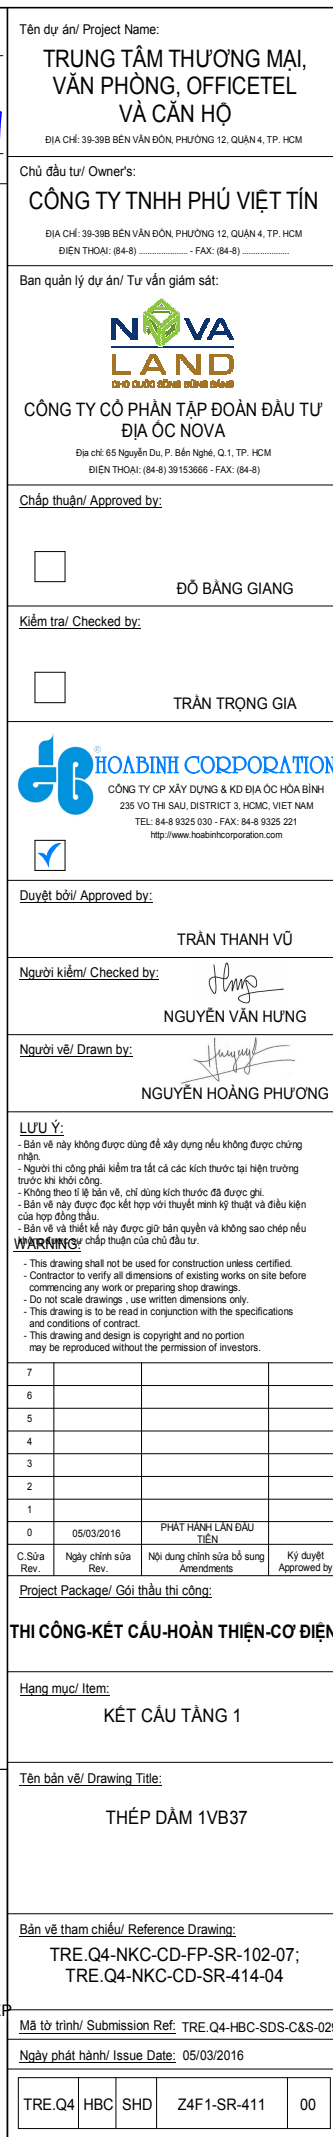 Tên dự án/ Project Name:
TRUNG TÂM THƯƠNG MẠI,
VĂN PHÒNG, OFFICETEL
VÀ CĂN HỘ
ĐỊA CHỈ: 39-39B BẾN VÂN ĐỒN, PHƯỜNG 12, QUẬN 4, TP. HCM
Chủ đầu tư/ Owner's:
CÔNG TY TNHH PHÚ VIỆT TÍN
ĐỊA CHỈ: 39-39B BẾN VÂN ĐỒN, PHƯỜNG 12, QUẬN 4, TP. HCM
ĐIỆN THOẠI: (84-8) ...................... - FAX: (84-8) .....................
Ban quản lý dự án/ Tư vấn giám sát:
NOVA
LAND
CHO CUỘC SỐNG BỪNG SÁNG
CÔNG TY CỔ PHẦN TẬP ĐOÀN ĐẦU TƯ
ĐỊA ỐC NOVA
Địa chỉ: 65 Nguyễn Du, P. Bến Nghé, Q.1, TP. HCM
ĐIỆN THOẠI: (84-8) 39153666 - FAX: (84-8)
Chấp thuận/ Approved by:
ĐỖ BẰNG GIANG
Kiểm tra/ Checked by:
TRẦN TRỌNG GIA
® HOABINH CORPORATION
CÔNG TY CP XÂY DỰNG & KD ĐỊA ỐC HÒA BÌNH
235 VO THI SAU, DISTRICT 3, HCMC, VIET NAM
TEL: 84-8 9325 030 - FAX: 84-8 9325 221
http://www.hoabinhcorporation.com
Duyệt bởi/ Approved by:
TRẦN THANH VŨ
Người kiểm/ Checked by:
NGUYỄN VĂN HƯNG
Người vẽ/ Drawn by:
NGUYỄN HOÀNG PHƯƠNG
LƯU Ý:
- Bản vẽ này không được dùng để xây dựng nếu không được chứng
nhận.
- Người thi công phải kiểm tra tất cả các kích thước tại hiện trường
trước khi khởi công.
- Không theo tỉ lệ bản vẽ, chỉ dùng kích thước đã được ghi.
- Bản vẽ này được đọc kết hợp với thuyết minh kỹ thuật và điều kiện
của hợp đồng thầu.
- Bản vẽ và thiết kế này được giữ bản quyền và không sao chép nếu
không được sự chấp thuận của chủ đầu tư.
WARNING:
- This drawing shall not be used for construction unless certified.
- Contractor to verify all dimensions of existing works on site before
commencing any work or preparing shop drawings.
- Do not scale drawings , use written dimensions only.
- This drawing is to be read in conjunction with the specifications
and conditions of contract.
- This drawing and design is copyright and no portion
may be reproduced without the permission of investors.
7
6
5
4
3
2
1
0 05/03/2016 PHÁT HÀNH LẦN ĐẦU
TIÊN
C.Sửa Ngày chỉnh sửa Nội dung chỉnh sửa bổ sung Ký duyệt
Rev. Rev. Amendments Approved by
Project Package/ Gói thầu thi công:
THI CÔNG-KẾT CẤU-HOÀN THIỆN-CƠ ĐIỆN
Hạng mục/ Item:
KẾT CẤU TẦNG 1
Tên bản vẽ/ Drawing Title:
THÉP DẦM 1VB37
Bản vẽ tham chiếu/ Reference Drawing:
TRE.Q4-NKC-CD-FP-SR-102-07;
TRE.Q4-NKC-CD-SR-414-04
Mã tờ trình/ Submission Ref: TRE.Q4-HBC-SDS-C&S-029
Ngày phát hành/ Issue Date: 05/03/2016
TRE.Q4 HBC SHD Z4F1-SR-411 00